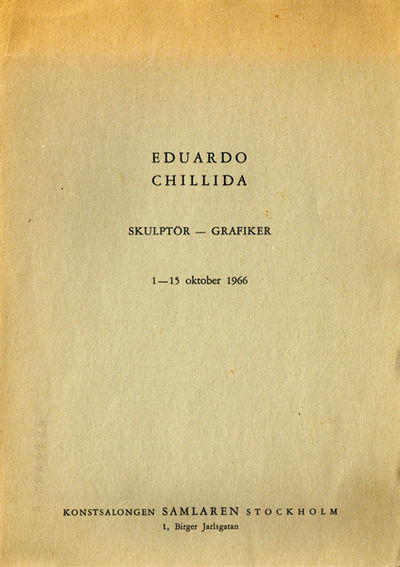 EDUARDO
CHILLIDA
SKULPTÖR — GRAFIKER
1—15 oktober 1966
KONSTSALONGEN SAMLAREN STOCKHOLM
1, Birger Jarlsgatan